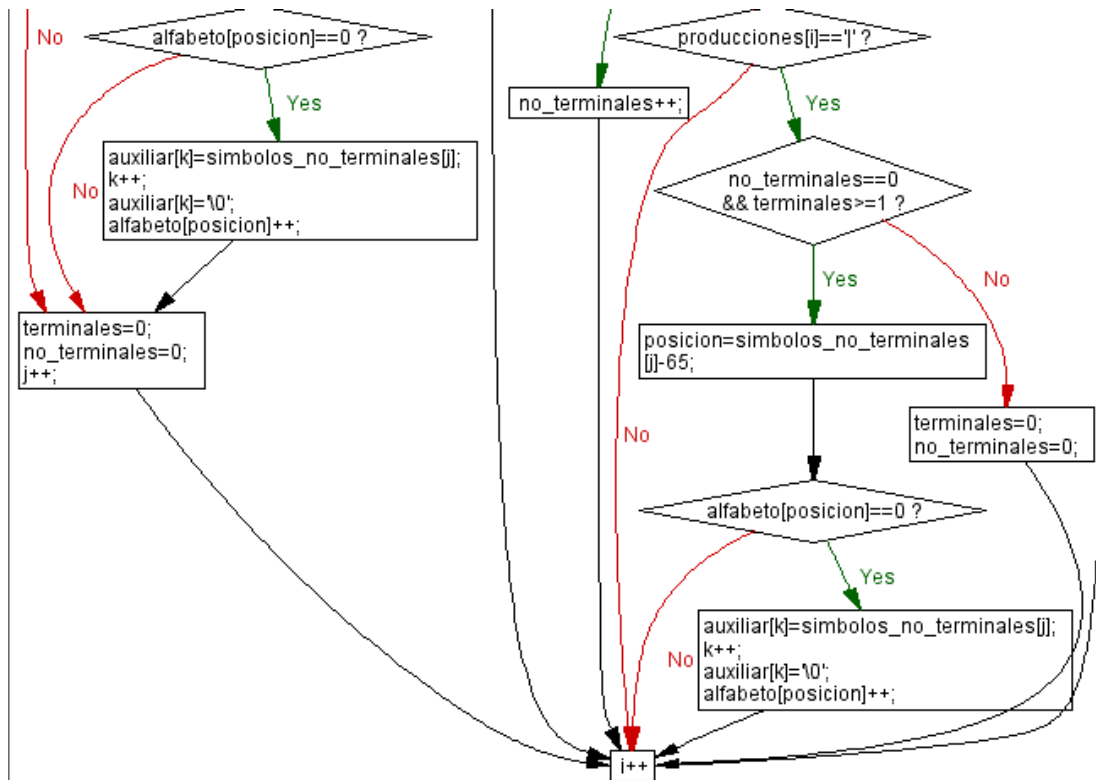 No
alfabeto[posicion]==0 ?
Yes
No
auxiliar[k]=simbolos_no_terminales[j];
k++;
auxiliar[k]='\0';
alfabeto[posicion]++;
terminales=0;
no_terminales=0;
j++;
no_terminales++;
producciones[i]=='|' ?
Yes
no_terminales==0
&& terminales>=1 ?
Yes
No
posicion=simbolos_no_terminales
[j]-65;
terminales=0;
no_terminales=0;
No
alfabeto[posicion]==0 ?
Yes
No
auxiliar[k]=simbolos_no_terminales[j];
k++;
auxiliar[k]='\0';
alfabeto[posicion]++;
i++